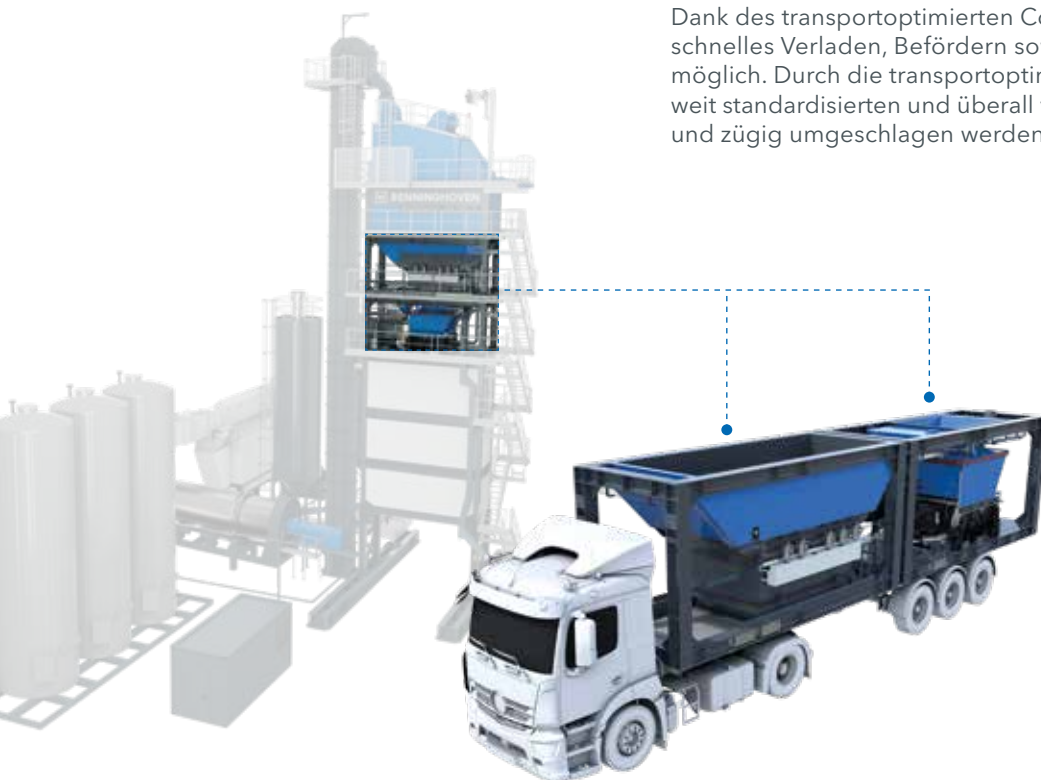 Dank des transportoptimierten
schnelles Verladen, Befördern
möglich. Durch die
weit standardisierten und überall
und zügig umgeschlagen werden
BENNINGHOVEN